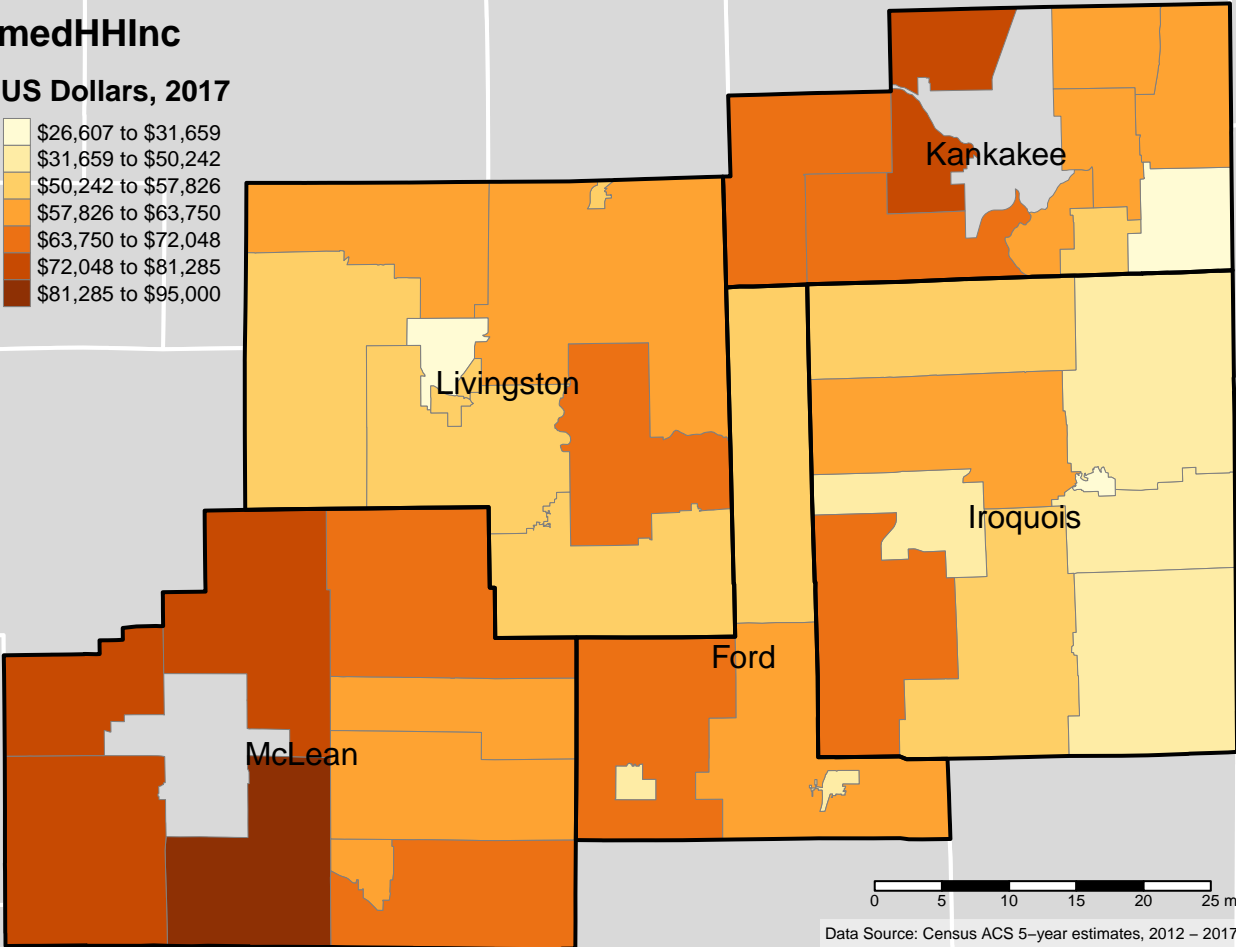 medHHInc
US Dollars, 2017
$26,607 to $31,659
$31,659 to $50,242
$50,242 to $57,826
$57,826 to $63,750
$63,750 to $72,048
$72,048 to $81,285
$81,285 to $95,000
Kankakee
Livingston
Iroquois
Ford
McLean
0 5 10 15 20 25 m
Data Source: Census ACS 5−year estimates, 2012 − 2017